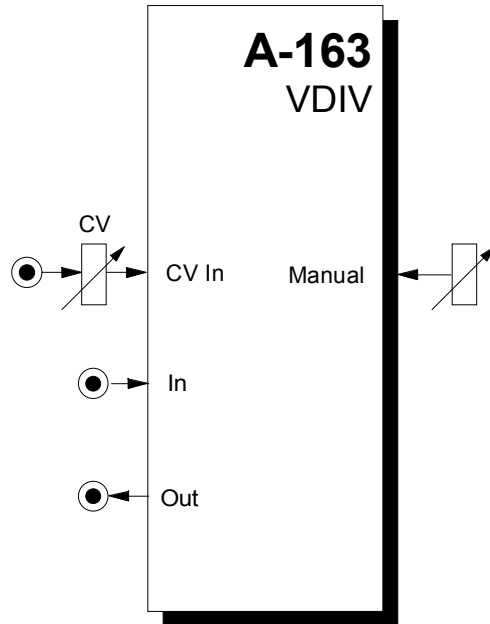 A-163
VDIV
CV
CV In
Manual
In
Out